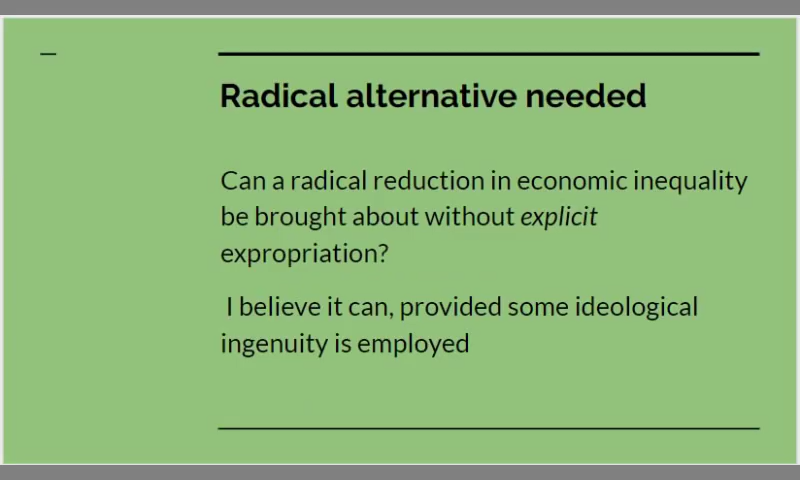 Radical alternative needed
Can a radical reduction in economic inequality
be brought about without explicit
expropriation?
I believe it can, provided some ideological
ingenuity is employed